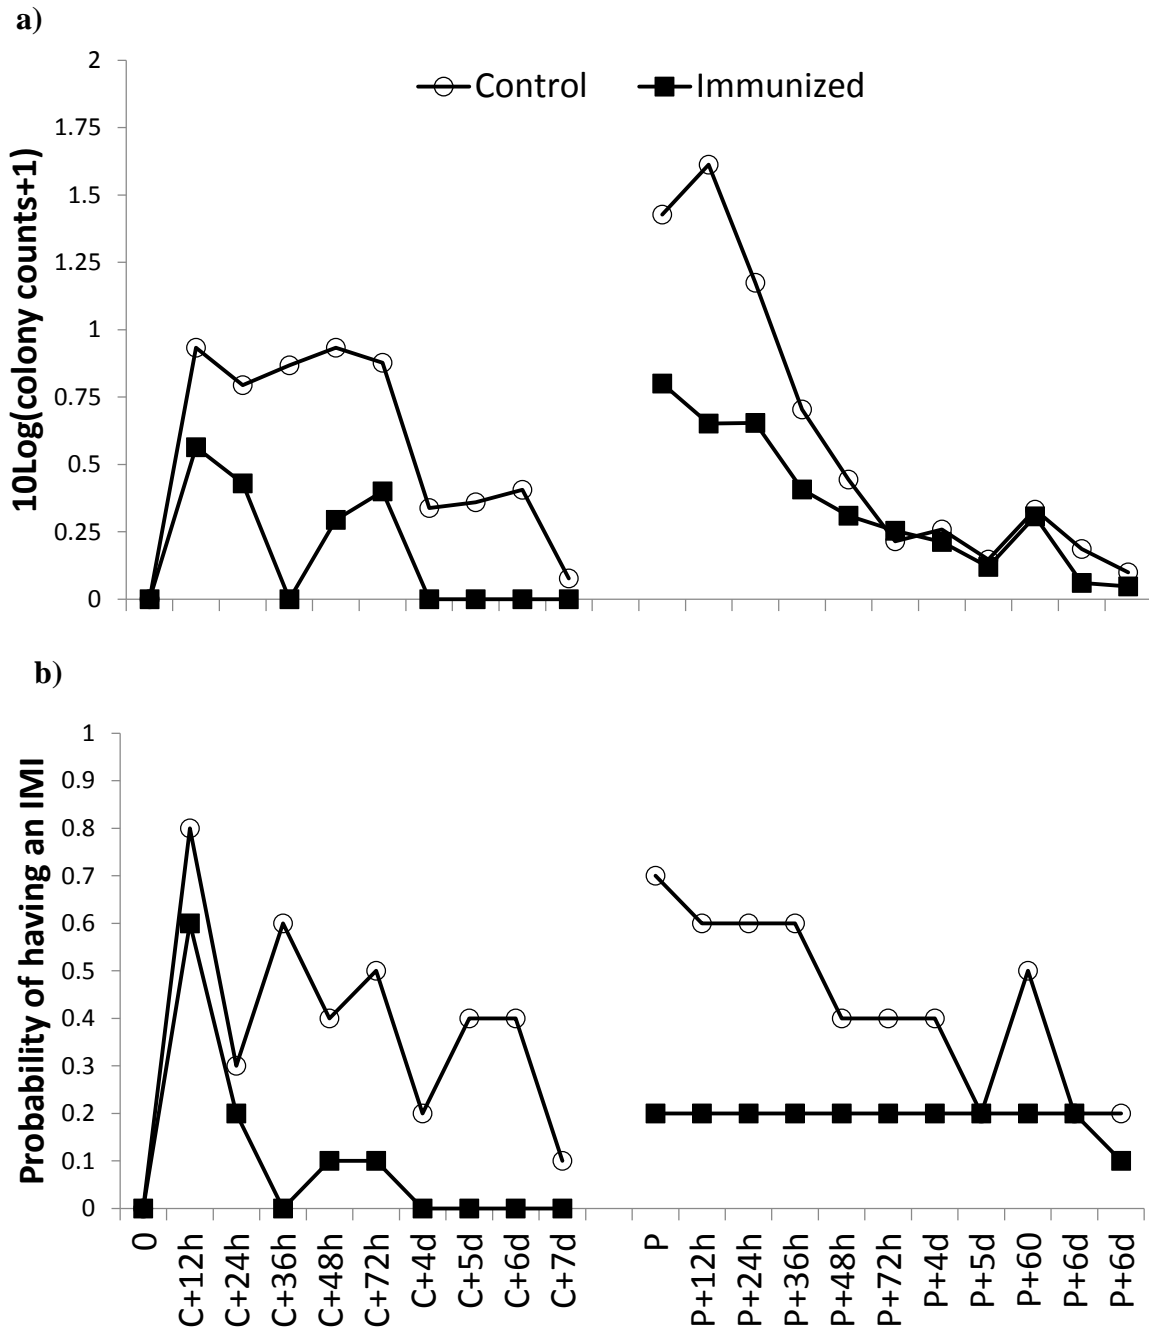 a)
10Log(colony counts+1)
2
1.75
1.5
1.25
1
0.75
0.5
0.25
0
Control
Immunized
b)
Probability of having an IMI
1
0.9
0.8
0.7
0.6
0.5
0.4
0.3
0.2
0.1
0
0
C+12h
C+24h
C+36h
C+48h
C+72h
C+4d
C+5d
C+6d
C+7d
P
P+12h
P+24h
P+36h
P+48h
P+72h
P+4d
P+5d
P+60
P+6d
P+6d